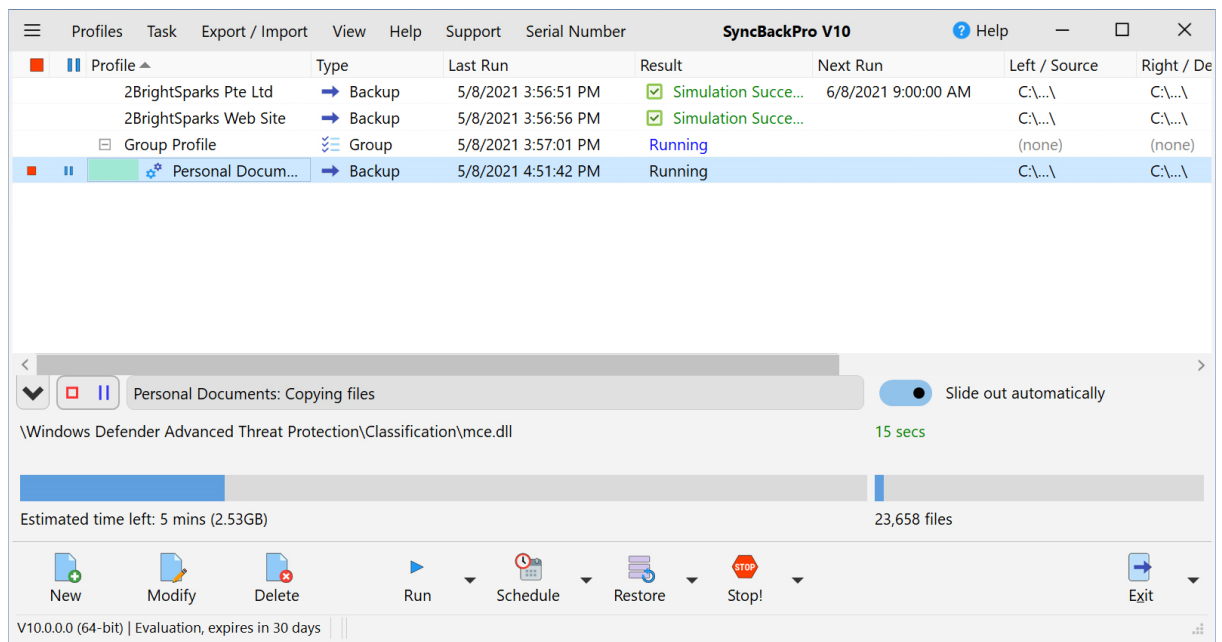 Profiles Task Export / Import View Help Support Serial Number SyncBackPro V10 ? Help
Profile Type Last Run Result Next Run Left / Source Right / De
2BrightSparks Pte Ltd Backup 5/8/2021 3:56:51 PM Simulation Succe... 6/8/2021 9:00:00 AM C:\...\ C:\...\
2BrightSparks Web Site Backup 5/8/2021 3:56:56 PM Simulation Succe... C:\...\ C:\...\
Group Profile Group 5/8/2021 3:57:01 PM Running (none) (none)
Personal Docum... Backup 5/8/2021 4:51:42 PM Running C:\...\ C:\...\
Personal Documents: Copying files Slide out automatically
\Windows Defender Advanced Threat Protection\Classification\mce.dll 15 secs
Estimated time left: 5 mins (2.53GB) 23,658 files
STOP
New Modify Delete Run Schedule Restore Stop! Exit
V10.0.0.0 (64-bit) | Evaluation, expires in 30 days